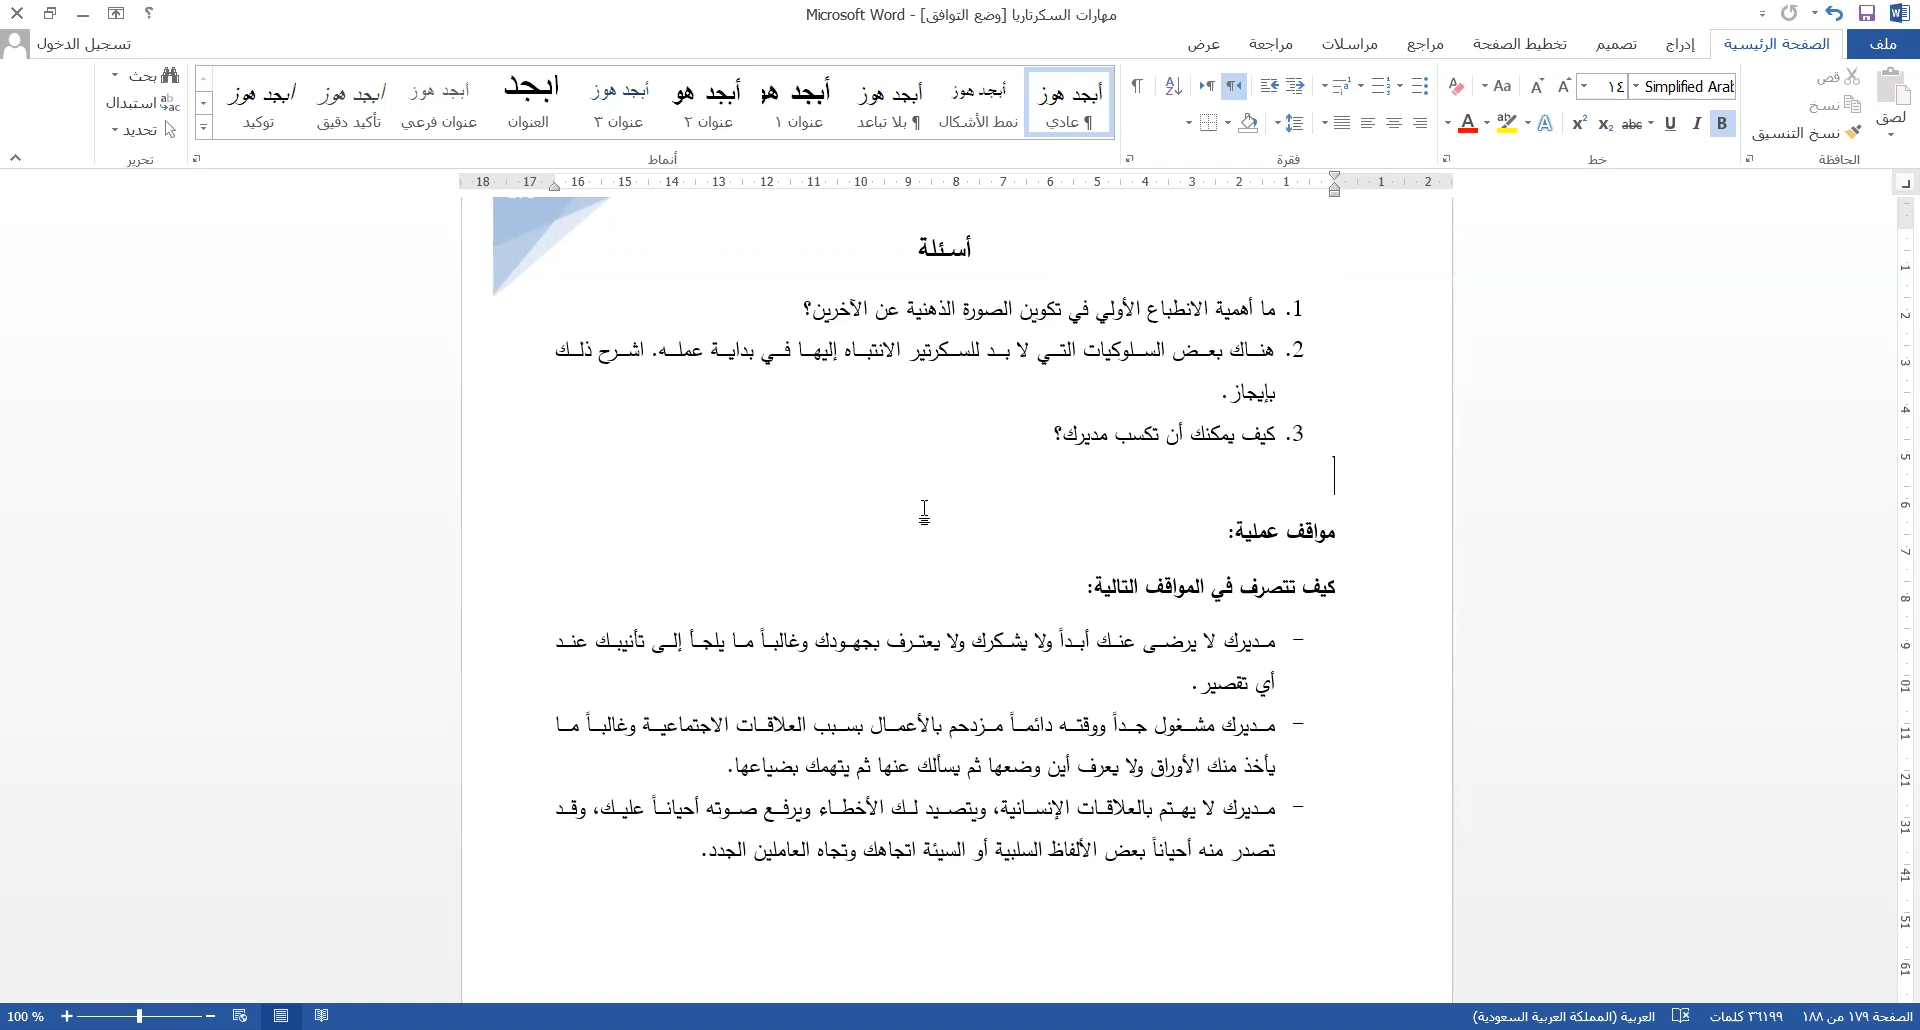 مهارات السكرتاريا [وضع التوافق] - Microsoft Word
ملف
الصفحة الرئيسية
إدراج
تصميم
تخطيط الصفحة
مراجع
مراسلات
مراجعة
عرض
تسجيل الدخول
لصق
قص
نسخ
نسخ التنسيق
الحافظة
Simplified Arab
١٤
خط
فقرة
أبجد هوز
¶ عادي
أبجد هوز
نمط الأشكال
أبجد هوز
¶ بلا تباعد
أبجد هو
عنوان ١
أبجد هو
عنوان ٢
أبجد هوز
عنوان ٣
ابجد
العنوان
أبجد هوز
عنوان فرعي
أبجد هوز
تأكيد دقيق
أبجد هوز
توكيد
أنماط
بحث
استبدال
تحديد
تحرير
أسئلة
1. ما أهمية الانطباع الأولي في تكوين الصورة الذهنية عن الآخرين؟
2. هناك بعض السلوكيات التي لا بد للسكرتير الانتباه إليها في بداية عمله. اشرح ذلك
بإيجاز.
3. كيف يمكنك أن تكسب مديرك؟
مواقف عملية:
كيف تتصرف في المواقف التالية:
– مديرك لا يرضى عنك أبداً ولا يشكرك ولا يعترف بجهودك وغالباً ما يلجأ إلى تأنيبك عند
أي تقصير.
– مديرك مشغول جداً ووقته دائماً مزدحم بالأعمال بسبب العلاقات الاجتماعية وغالباً ما
يأخذ منك الأوراق ولا يعرف أين وضعها ثم يسألك عنها ثم يتهمك بضياعها.
– مديرك لا يهتم بالعلاقات الإنسانية، ويتصيد لك الأخطاء ويرفع صوته أحياناً عليك، وقد
تصدر منه أحياناً بعض الألفاظ السلبية أو السيئة اتجاهك وتجاه العاملين الجدد.
الصفحة ١٧٩ من ١٨٨
٣٦١٩٩ كلمات
العربية (المملكة العربية السعودية)
100 %